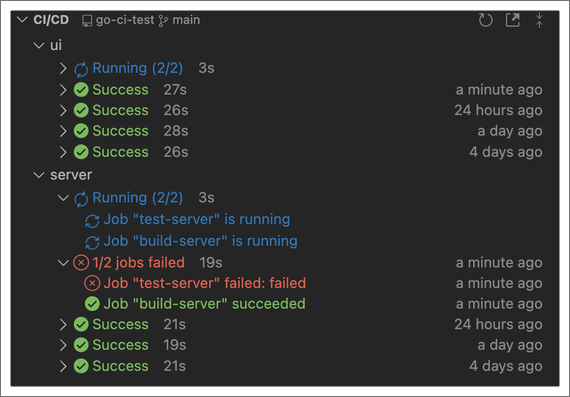 CI/CD go-ci-test main
ui
Running (2/2) 3s
Success 27s a minute ago
Success 26s 24 hours ago
Success 28s a day ago
Success 26s 4 days ago
server
Running (2/2) 3s
Job "test-server" is running
Job "build-server" is running
1/2 jobs failed 19s a minute ago
Job "test-server" failed: failed a minute ago
Job "build-server" succeeded a minute ago
Success 21s 24 hours ago
Success 19s a day ago
Success 21s 4 days ago